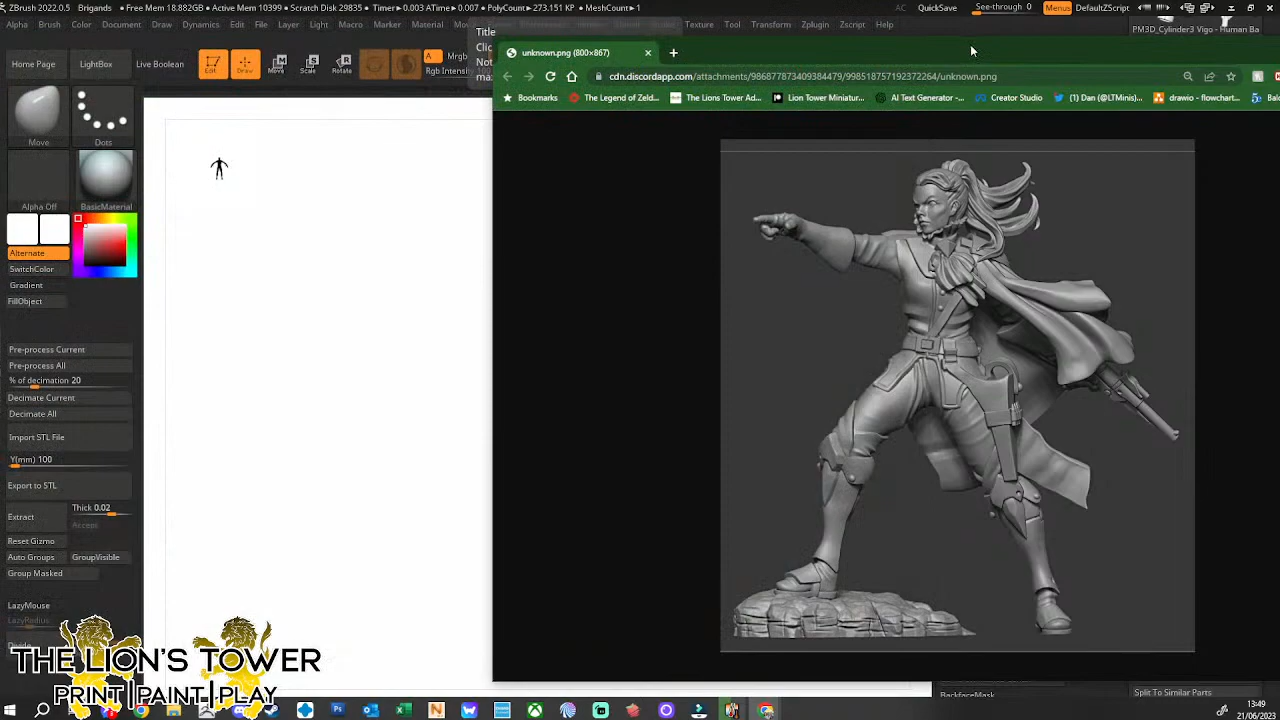 ZBrush 2022.0.5 Brigands • Free Mem 18.882GB • Active Mem 10399 • Scratch Disk 29835 • Timer▶0.003 ATime▶0.007 • PolyCount▶273.151 KP • MeshCount▶1 AC QuickSave See-through 0 Menus DefaultZScript
Alpha Brush Color Document Draw Dynamics Edit File Layer Light Macro Marker Material Texture Tool Transform Zplugin Zscript Help
PM3D_Cylinder3 Vigo - Human Ba
Title
Home Page LightBox Live Boolean Edit Draw Move Scale Rotate A Mrgb
Rgb Intensity
Clic
Not
ma:
unknown.png (800×867)
cdn.discordapp.com/attachments/986877873409384479/998518757192372264/unknown.png
Bookmarks The Legend of Zeld... The Lions Tower Ad... Lion Tower Miniatur... AI Text Generator -... Creator Studio (1) Dan (@LTMinis)... drawio - flowchart... Balc
Move Dots
Alpha Off BasicMaterial
Alternate
SwitchColor
Gradient
FillObject
Pre-process Current
Pre-process All
% of decimation 20
Decimate Current
Decimate All
Import STL File
Y(mm) 100
Export to STL
Extract Thick 0.02
Accept
Reset Gizmo
Auto Groups GroupVisible
Group Masked
LazyMouse
LazyRadius
THE LION'S TOWER
PRINT|PAINT|PLAY
BackfaceMask Split To Similar Parts
13:49
21/06/2023